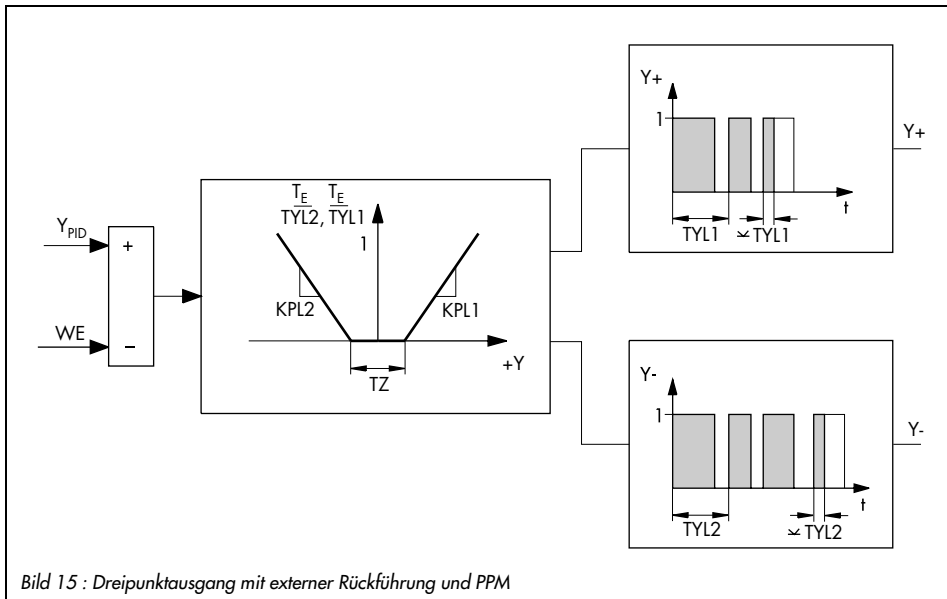 Y+
1
t
TYL1
κ TYL1
Y+
T_E T_E
TYL2, TYL1
1
KPL2
KPL1
+Y
TZ
Y_PID
+
WE
−
Y-
1
t
TYL2
κ TYL2
Y-
Bild 15 : Dreipunktausgang mit externer Rückführung und PPM